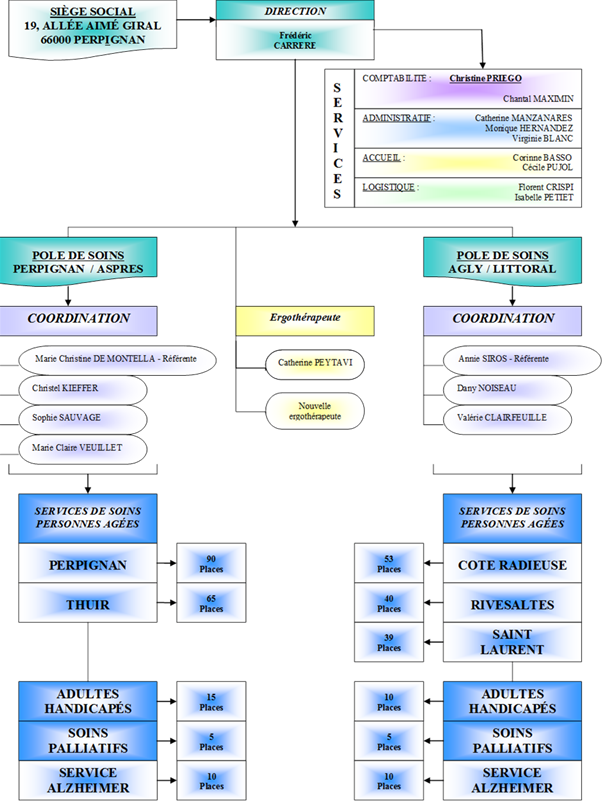 SIÈGE SOCIAL
19, ALLÉE AIMÉ GIRAL
66000 PERPIGNAN
DIRECTION
Frédéric
CARRERE
SERVICES
COMPTABILITE : Christine PRIEGO
Chantal MAXIMIN
ADMINISTRATIF : Catherine MANZANARES
Monique HERNANDEZ
Virginie BLANC
ACCUEIL : Corinne BASSO
Cécile PUJOL
LOGISTIQUE : Florent CRISPI
Isabelle PETIET
POLE DE SOINS
PERPIGNAN / ASPRES
COORDINATION
Marie Christine DE MONTELLA - Référente
Christel KIEFFER
Sophie SAUVAGE
Marie Claire VEUILLET
Ergothérapeute
Catherine PEYTAVI
Nouvelle
ergothérapeute
POLE DE SOINS
AGLY / LITTORAL
COORDINATION
Annie SIROS - Référente
Dany NOISEAU
Valérie CLAIRFEUILLE
SERVICES DE SOINS
PERSONNES AGÉES
PERPIGNAN
90
Places
THUIR
65
Places
ADULTES
HANDICAPÉS
15
Places
SOINS
PALLIATIFS
5
Places
SERVICE
ALZHEIMER
10
Places
SERVICES DE SOINS
PERSONNES AGÉES
53
Places
COTE RADIEUSE
40
Places
RIVESALTES
39
Places
SAINT
LAURENT
10
Places
ADULTES
HANDICAPÉS
5
Places
SOINS
PALLIATIFS
10
Places
SERVICE
ALZHEIMER